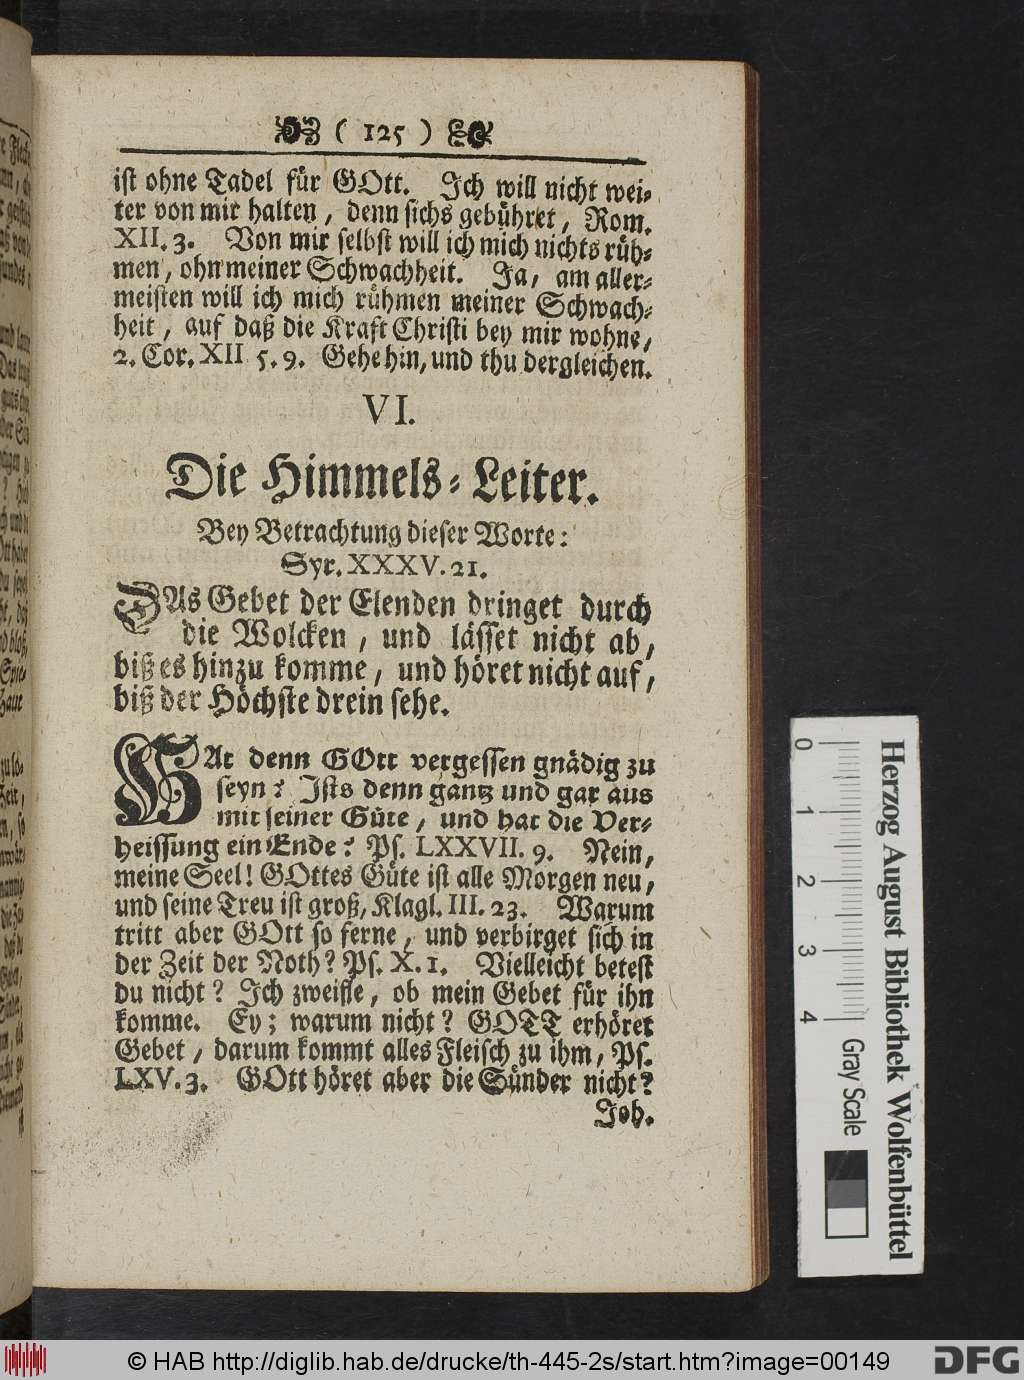 ( 125 )
ist ohne Tadel für GOtt. Ich will nicht wei-
ter von mir halten, denn sichs gebühret, Rom.
XII. 3. Von mir selbst will ich mich nichts rüh-
men, ohn meiner Schwachheit. Ja, am aller-
meisten will ich mich rühmen meiner Schwach-
heit, auf daß die Kraft Christi bey mir wohne,
2. Cor. XII 5. 9. Gehe hin, und thu dergleichen.
VI.
Die Himmels-Leiter.
Bey Betrachtung dieser Worte:
Syr. XXXV. 21.
DAs Gebet der Elenden dringet durch
die Wolcken, und lässet nicht ab,
biß es hinzu komme, und höret nicht auf,
biß der Höchste drein sehe.
HAt denn GOtt vergessen gnädig zu
seyn? Ists denn gantz und gar aus
mit seiner Güte, und hat die Ver-
heissung ein Ende? Ps. LXXVII. 9. Nein,
meine Seel! GOttes Güte ist alle Morgen neu,
und seine Treu ist groß, Klagl. III. 23. Warum
tritt aber GOtt so ferne, und verbirget sich in
der Zeit der Noth? Ps. X. 1. Vielleicht betest
du nicht? Ich zweifle, ob mein Gebet für ihn
komme. Ey; warum nicht? GOTT erhöret
Gebet, darum kommt alles Fleisch zu ihm, Ps.
LXV. 3. GOtt höret aber die Sünder nicht?
Joh.
0 1 2 3 4
Gray Scale
Herzog August Bibliothek Wolfenbüttel
© HAB http://diglib.hab.de/drucke/th-445-2s/start.htm?image=00149
DFG